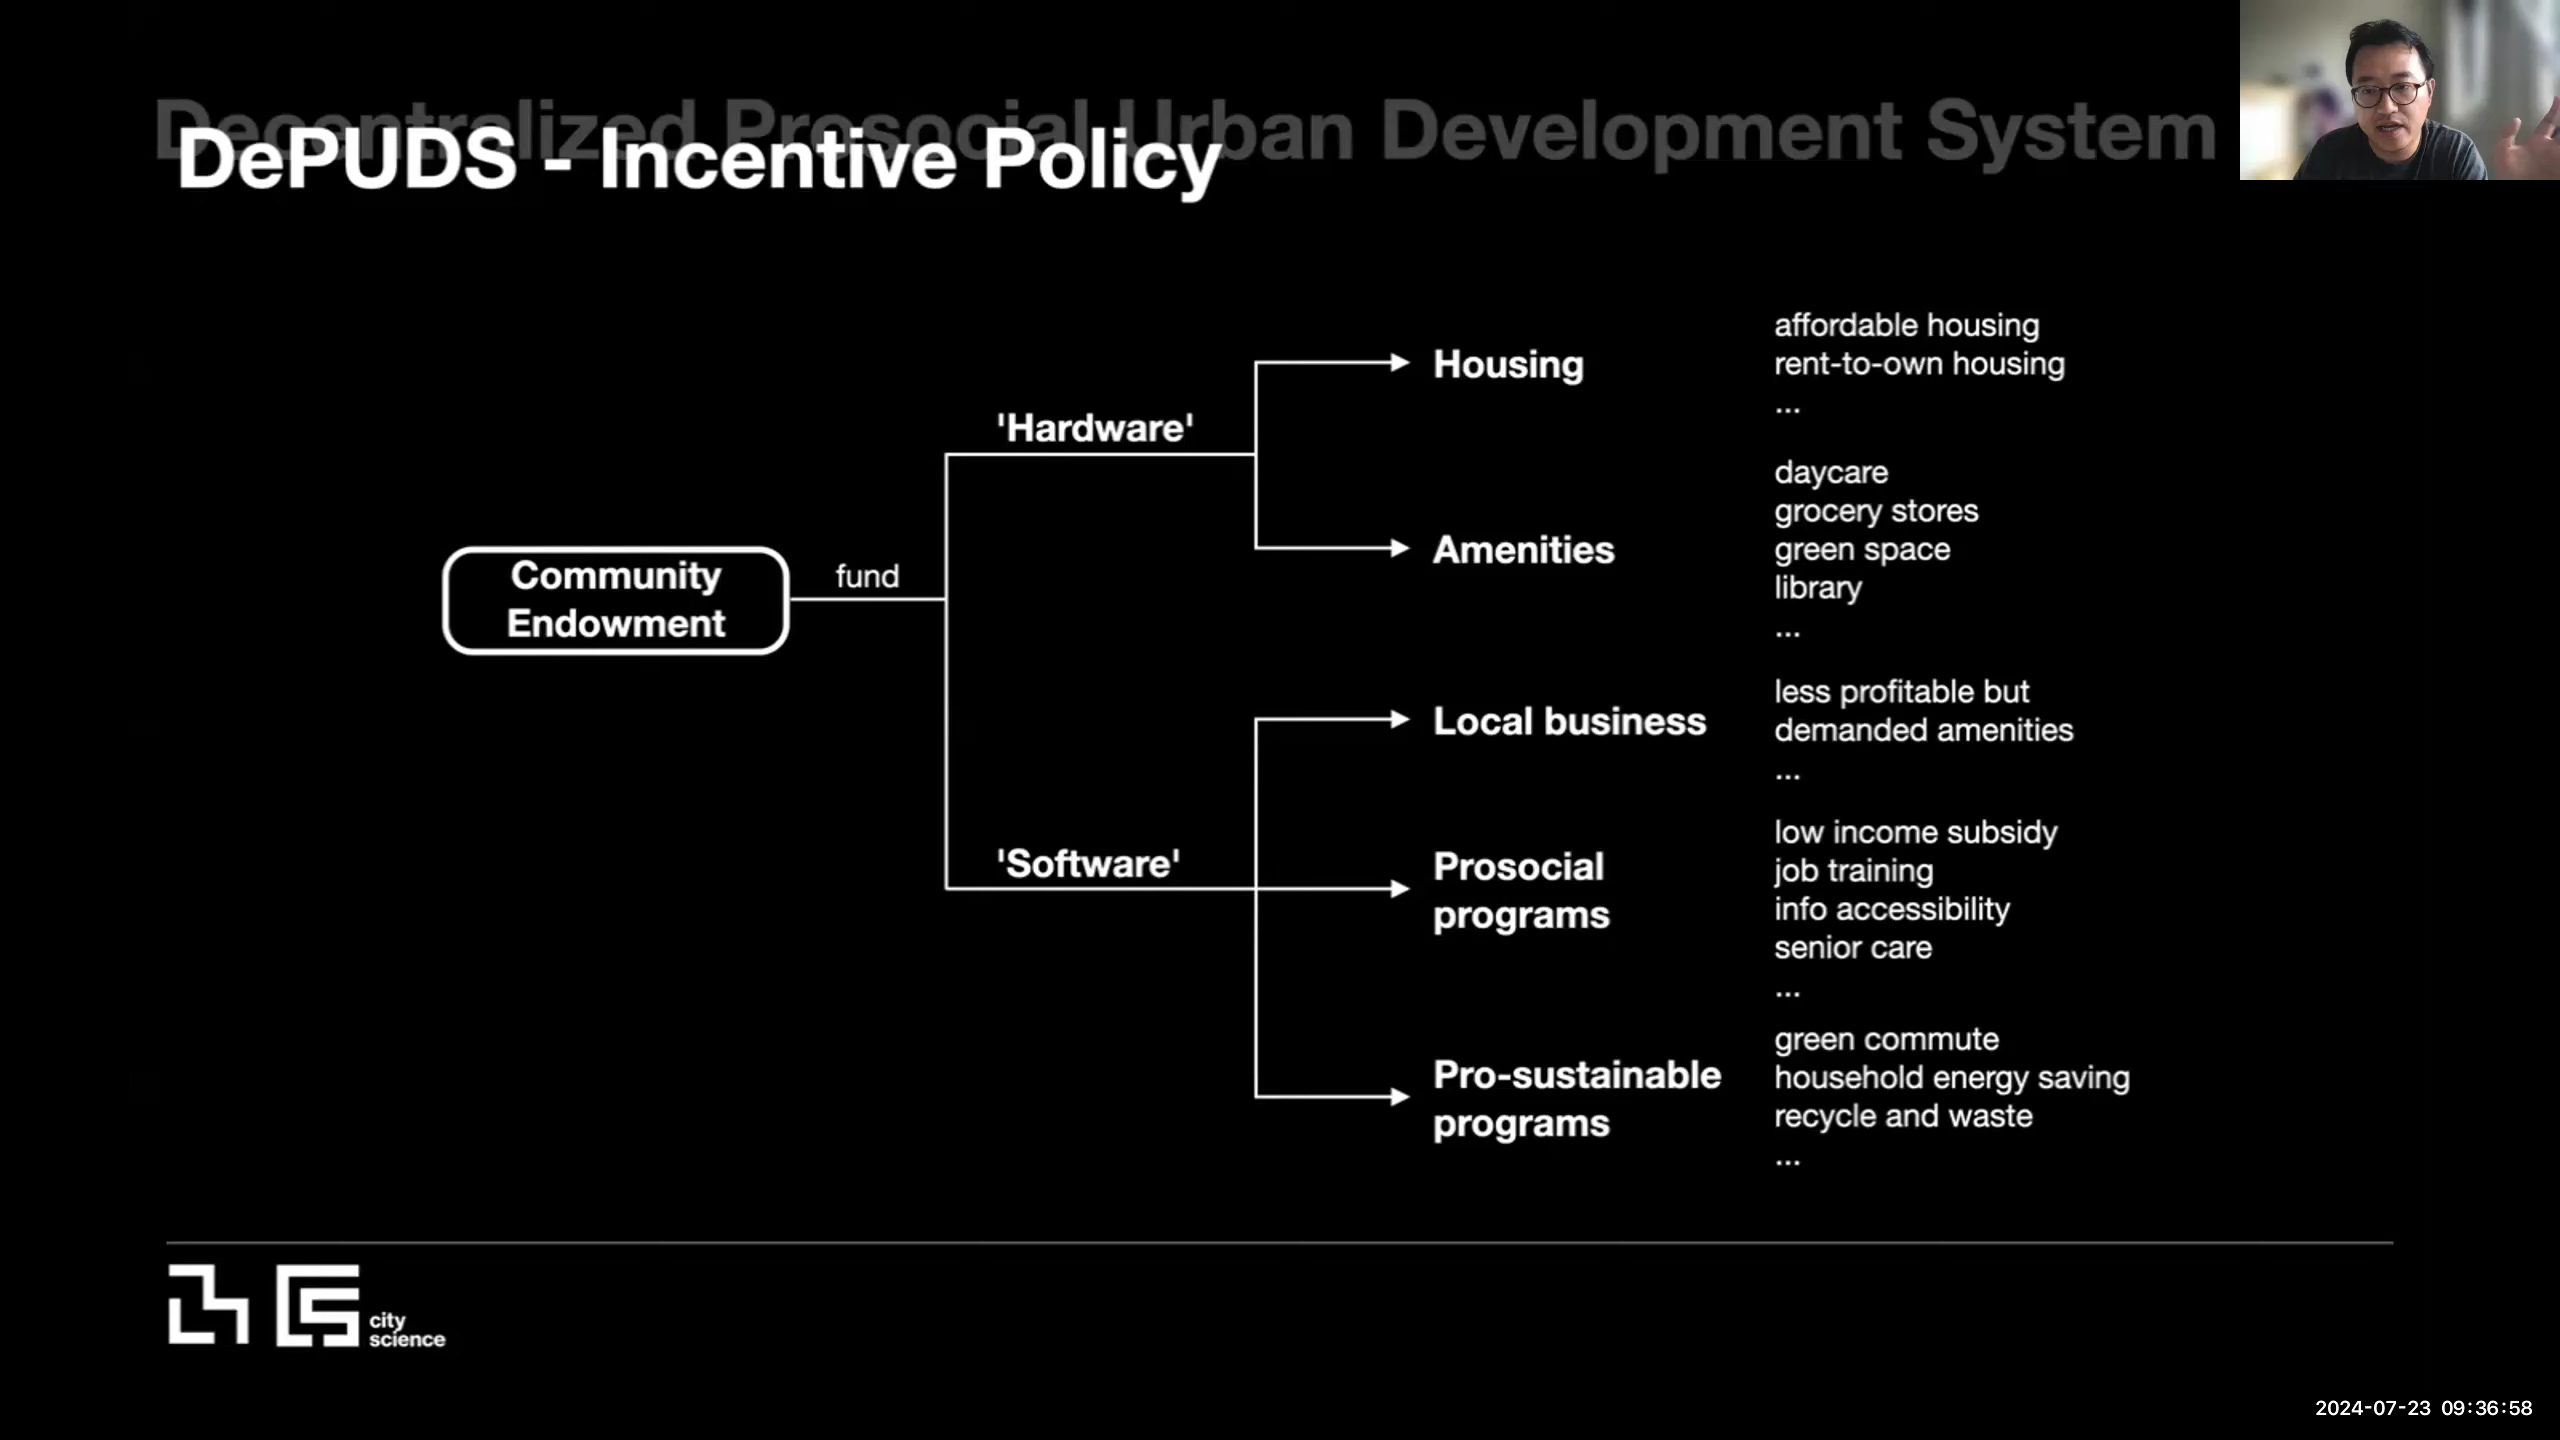 Decentralized Prosocial Urban Development System
DePUDS - Incentive Policy
'Hardware'
Housing
affordable housing
rent-to-own housing
...
Amenities
daycare
grocery stores
green space
library
...
Community
Endowment
fund
'Software'
Local business
less profitable but
demanded amenities
...
Prosocial
programs
low income subsidy
job training
info accessibility
senior care
...
Pro-sustainable
programs
green commute
household energy saving
recycle and waste
...
city
science
2024-07-23 09:36:58